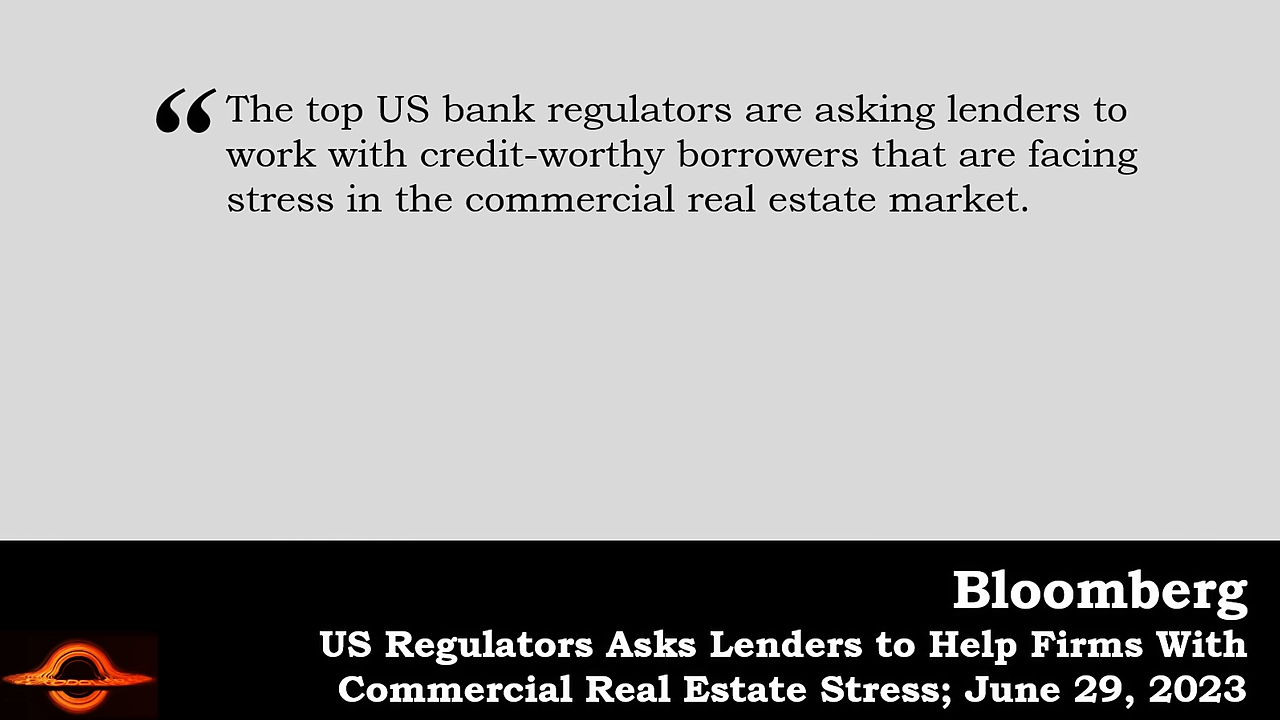 “The top US bank regulators are asking lenders to
work with credit-worthy borrowers that are facing
stress in the commercial real estate market.
Bloomberg
US Regulators Asks Lenders to Help Firms With
Commercial Real Estate Stress; June 29, 2023